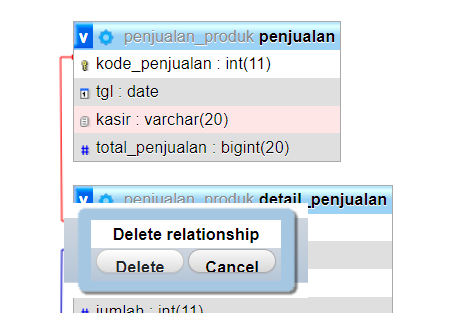 v penjualan_produk penjualan
kode_penjualan : int(11)
tgl : date
kasir : varchar(20)
# total_penjualan : bigint(20)
v penjualan_produk detail_penjualan
Delete relationship
Delete Cancel
# jumlah : int(11)